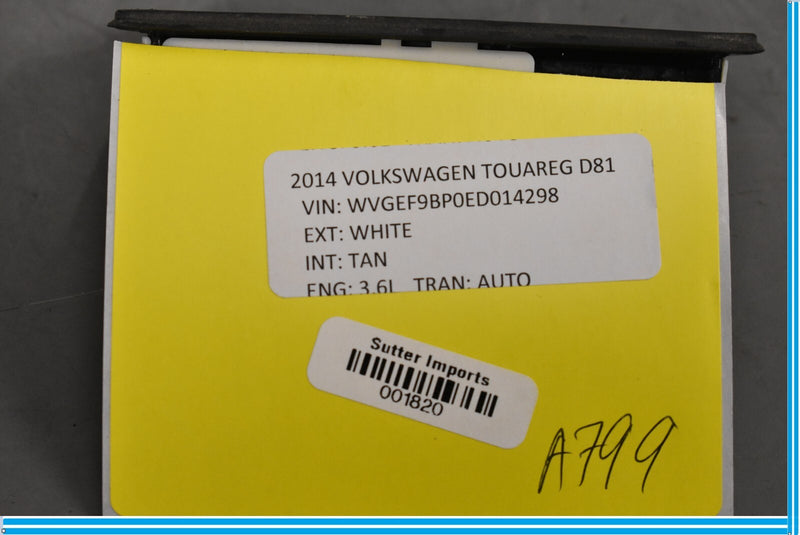 2014 VOLKSWAGEN TOUAREG D81
VIN: WVGEF9BP0ED014298
EXT: WHITE
INT: TAN
ENG: 3.6L TRAN: AUTO
Sutter Imports
001820
A799